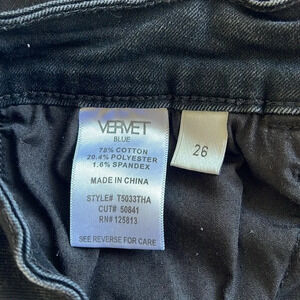 VERVET
BLUE
78% COTTON
20.4% POLYESTER
1.6% SPANDEX
MADE IN CHINA
STYLE# T5033THA
CUT# 50841
RN# 125813
SEE REVERSE FOR CARE
26